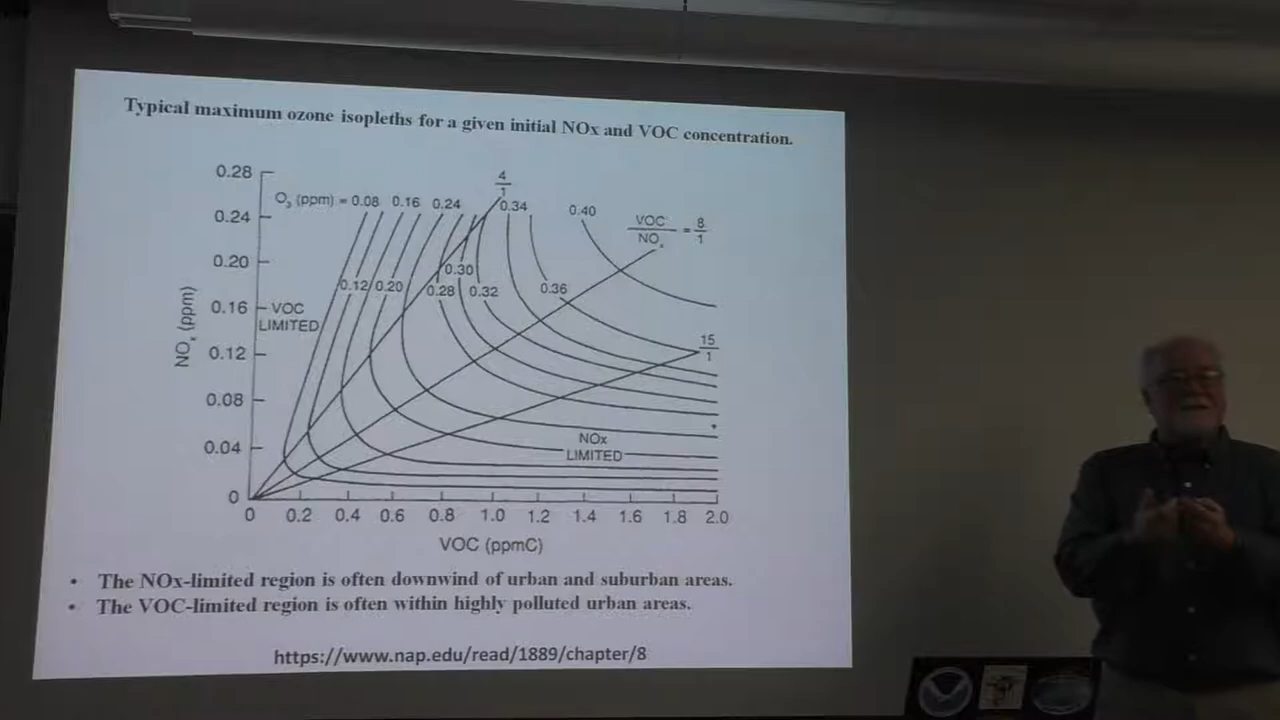 Typical maximum ozone isopleths for a given initial NOx and VOC concentration.
4
1
0.28
O₃ (ppm) = 0.08 0.16 0.24 0.34 0.40
0.24
VOC
NOₓ
= 8
1
0.20
0.30
0.12 0.20 0.28 0.32 0.36
0.16
VOC
LIMITED
NOₓ (ppm)
0.12
15
1
0.08
0.04
NOx
LIMITED
0
0 0.2 0.4 0.6 0.8 1.0 1.2 1.4 1.6 1.8 2.0
VOC (ppmC)
• The NOx-limited region is often downwind of urban and suburban areas.
• The VOC-limited region is often within highly polluted urban areas.
https://www.nap.edu/read/1889/chapter/8